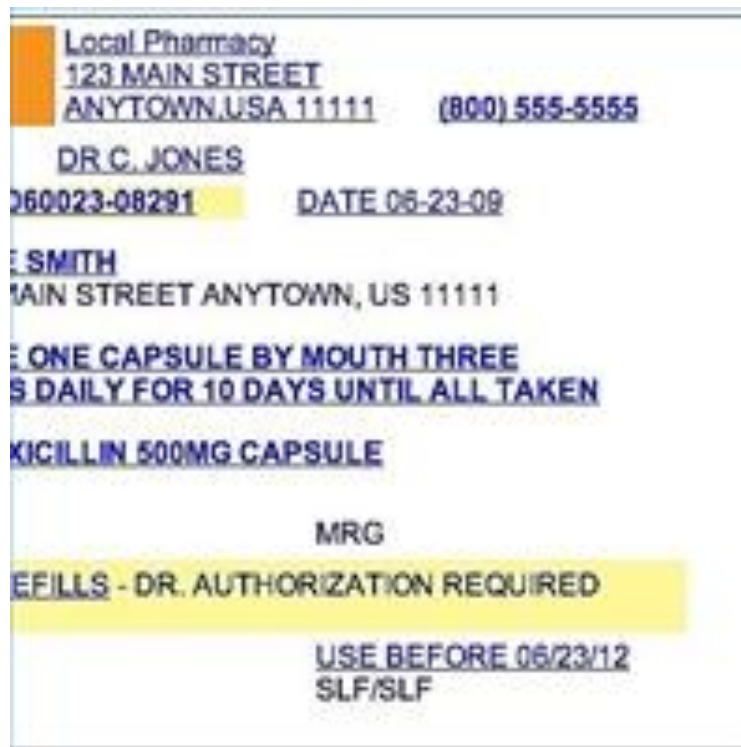 Local Pharmacy
123 MAIN STREET
ANYTOWN,USA 11111 (800) 555-5555
DR C. JONES
060023-08291 DATE 06-23-09
E SMITH
MAIN STREET ANYTOWN, US 11111
E ONE CAPSULE BY MOUTH THREE
S DAILY FOR 10 DAYS UNTIL ALL TAKEN
XICILLIN 500MG CAPSULE
MRG
EFILLS - DR. AUTHORIZATION REQUIRED
USE BEFORE 06/23/12
SLF/SLF